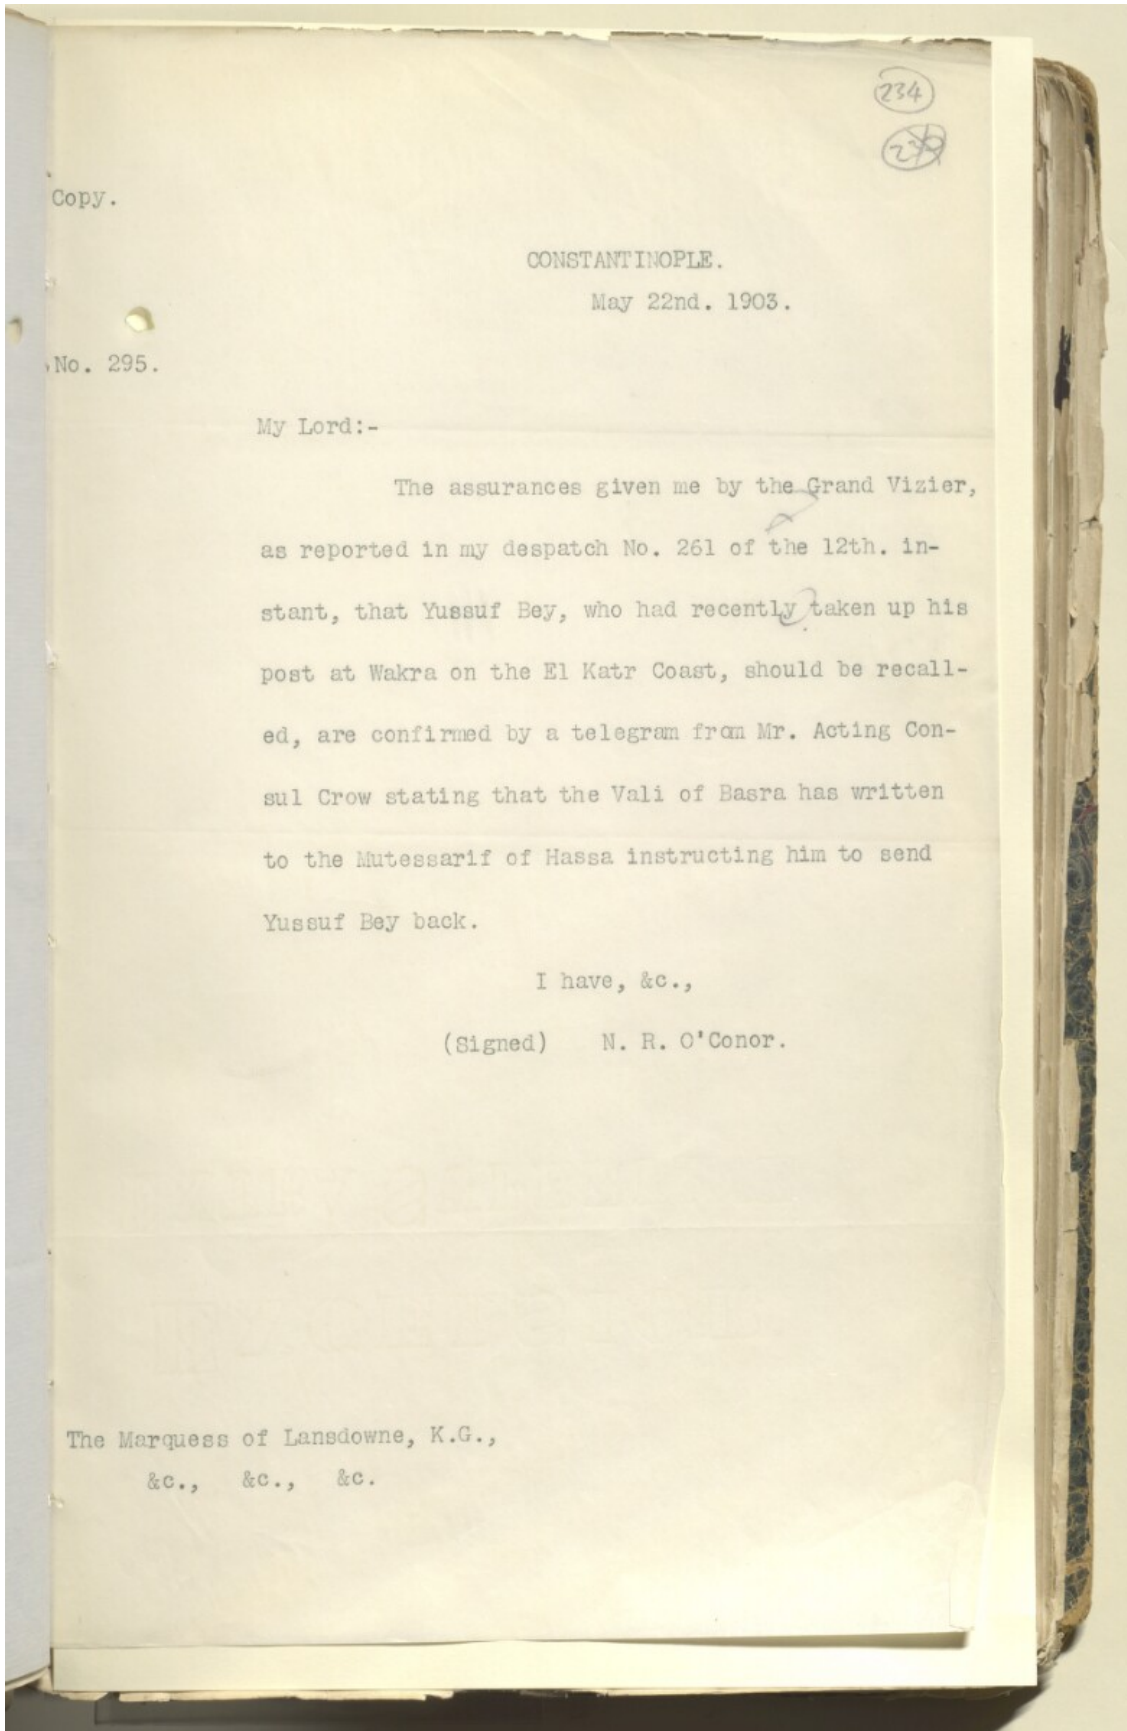 234
Copy.
CONSTANTINOPLE.
May 22nd. 1903.
No. 295.
My Lord:-
The assurances given me by the Grand Vizier,
as reported in my despatch No. 261 of the 12th. in-
stant, that Yussuf Bey, who had recently taken up his
post at Wakra on the El Katr Coast, should be recall-
ed, are confirmed by a telegram from Mr. Acting Con-
sul Crow stating that the Vali of Basra has written
to the Mutessarif of Hassa instructing him to send
Yussuf Bey back.
I have, &c.,
(Signed) N. R. O'Conor.
The Marquess of Lansdowne, K.G.,
&c., &c., &c.